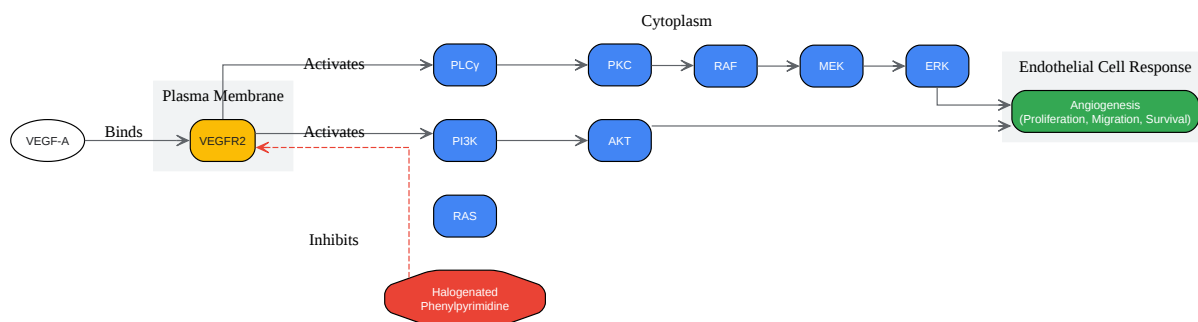 Cytoplasm
Activates
PLCγ
PKC
RAF
MEK
ERK
Endothelial Cell Response
Plasma Membrane
Angiogenesis
(Proliferation, Migration, Survival)
VEGF-A
Binds
VEGFR2
Activates
PI3K
AKT
RAS
Inhibits
Halogenated
Phenylpyrimidine